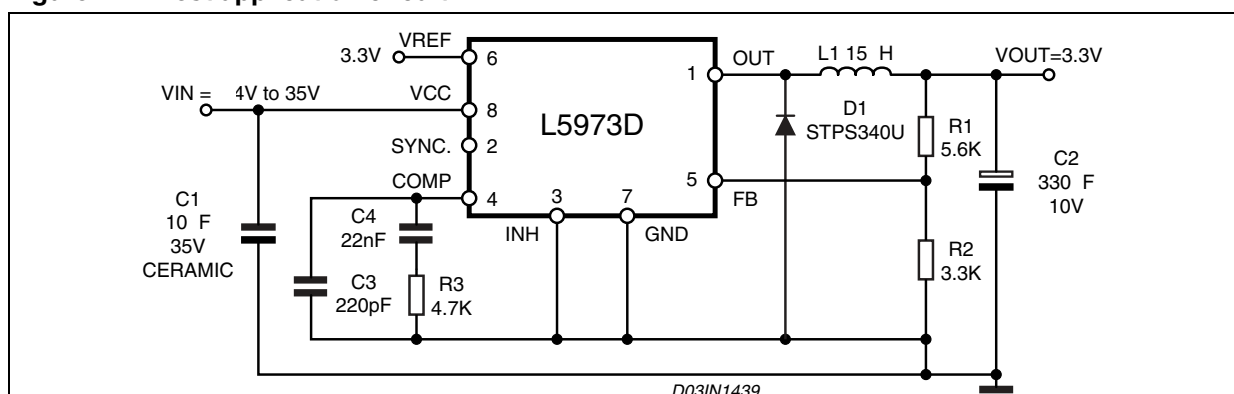 VREF
3.3V
6
VIN = 4V to 35V
VCC
8
SYNC.
2
COMP
4
L5973D
OUT
1
L1 15 H
VOUT=3.3V
D1
STPS340U
R1
5.6K
5
FB
C2
330 F
10V
3
INH
7
GND
C1
10 F
35V
CERAMIC
C4
22nF
C3
220pF
R3
4.7K
R2
3.3K
D03IN1439